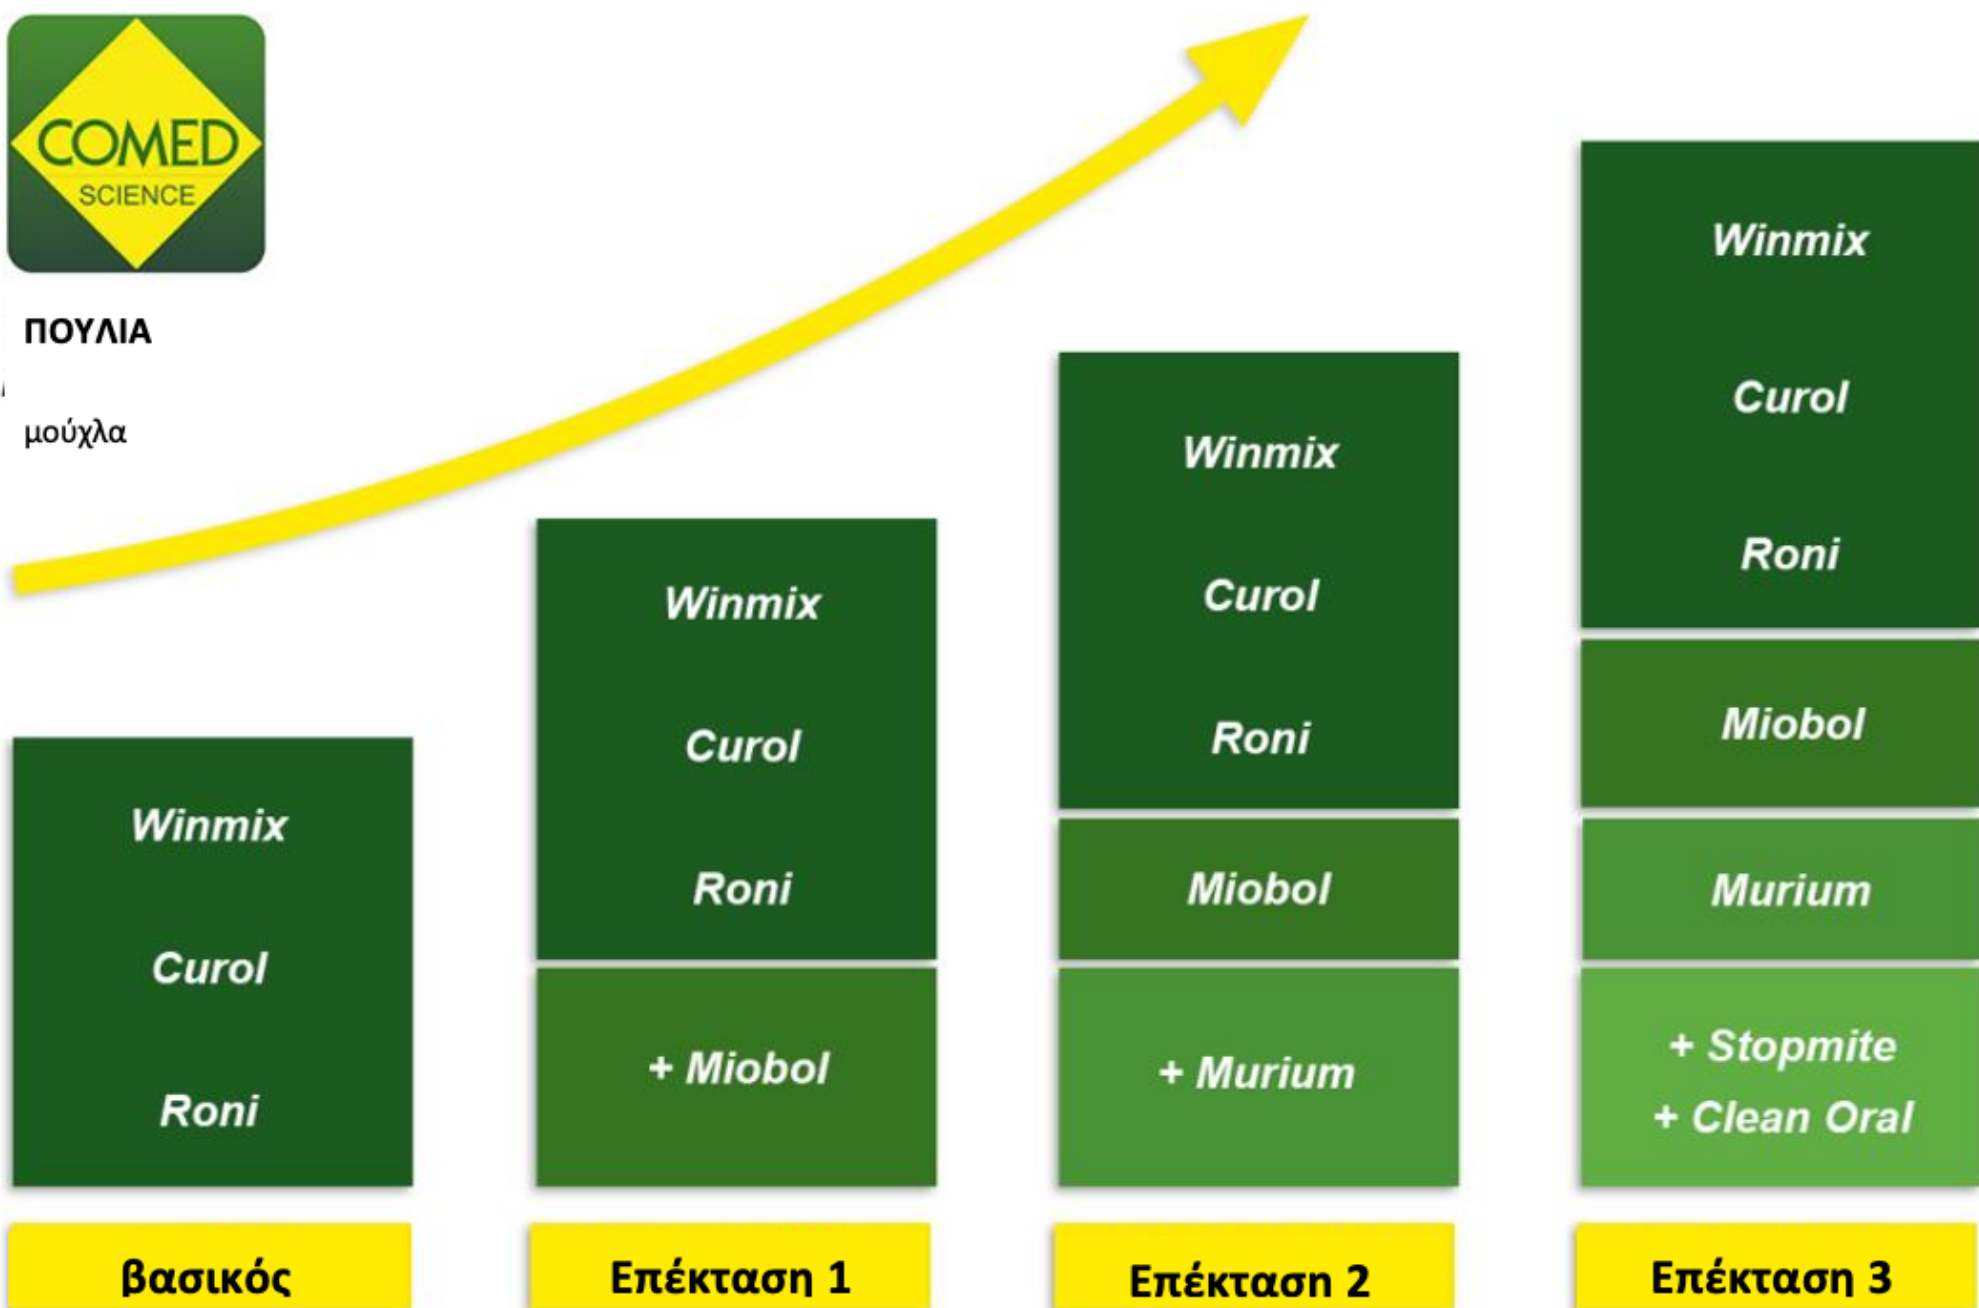 COMED
SCIENCE
ΠΟΥΛΙΑ
μούχλα
Winmix
Curol
Roni
βασικός
Winmix
Curol
Roni
+ Miobol
Επέκταση 1
Winmix
Curol
Roni
Miobol
+ Murium
Επέκταση 2
Winmix
Curol
Roni
Miobol
Murium
+ Stopmite
+ Clean Oral
Επέκταση 3